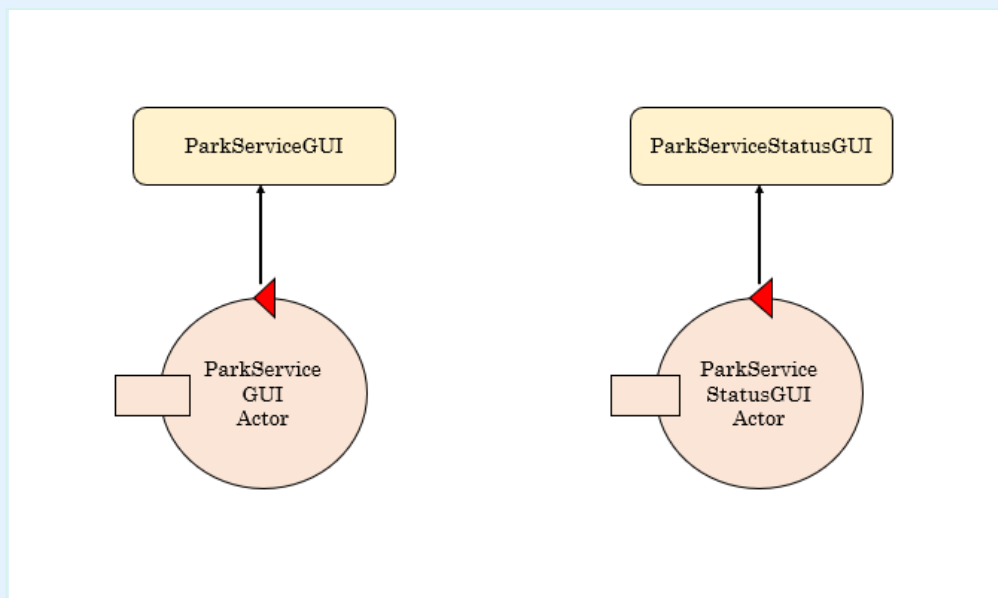 ParkServiceGUI
ParkServiceStatusGUI
ParkService
GUI
Actor
ParkService
StatusGUI
Actor